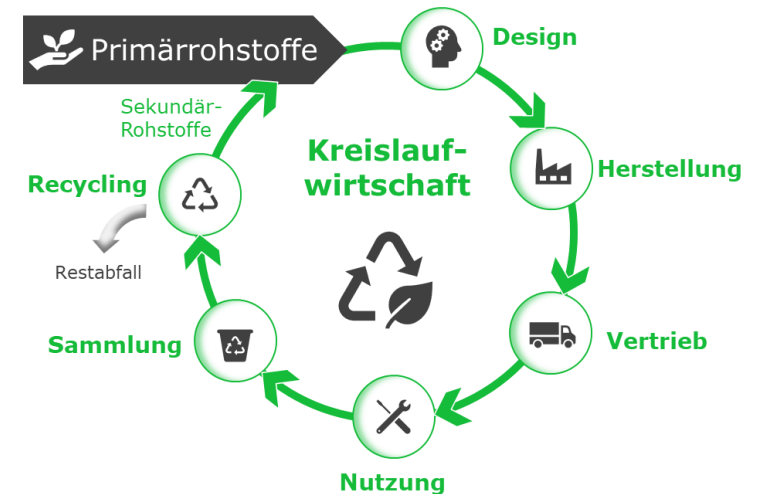 Primärrohstoffe
Design
Sekundär-
Rohstoffe
Kreislauf-
wirtschaft
Herstellung
Recycling
Restabfall
Sammlung
Vertrieb
Nutzung